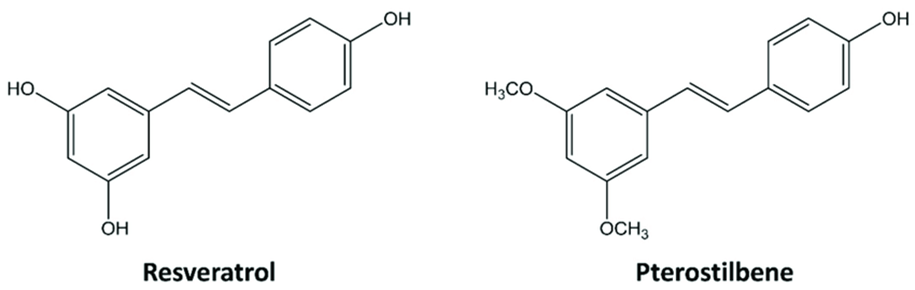 OH
HO
OH
Resveratrol
OH
H₃CO
OCH₃
Pterostilbene